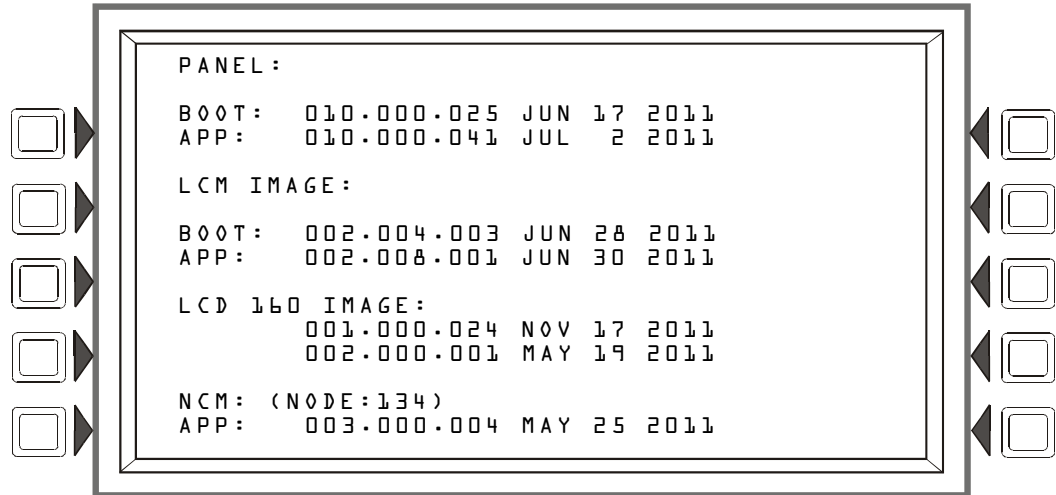 PANEL:
BOOT: 010.000.025 JUN 17 2011
APP: 010.000.041 JUL 2 2011
LCM IMAGE:
BOOT: 002.004.003 JUN 28 2011
APP: 002.008.001 JUN 30 2011
LCD 160 IMAGE:
001.000.024 NOV 17 2011
002.000.001 MAY 19 2011
NCM: (NODE:134)
APP: 003.000.004 MAY 25 2011